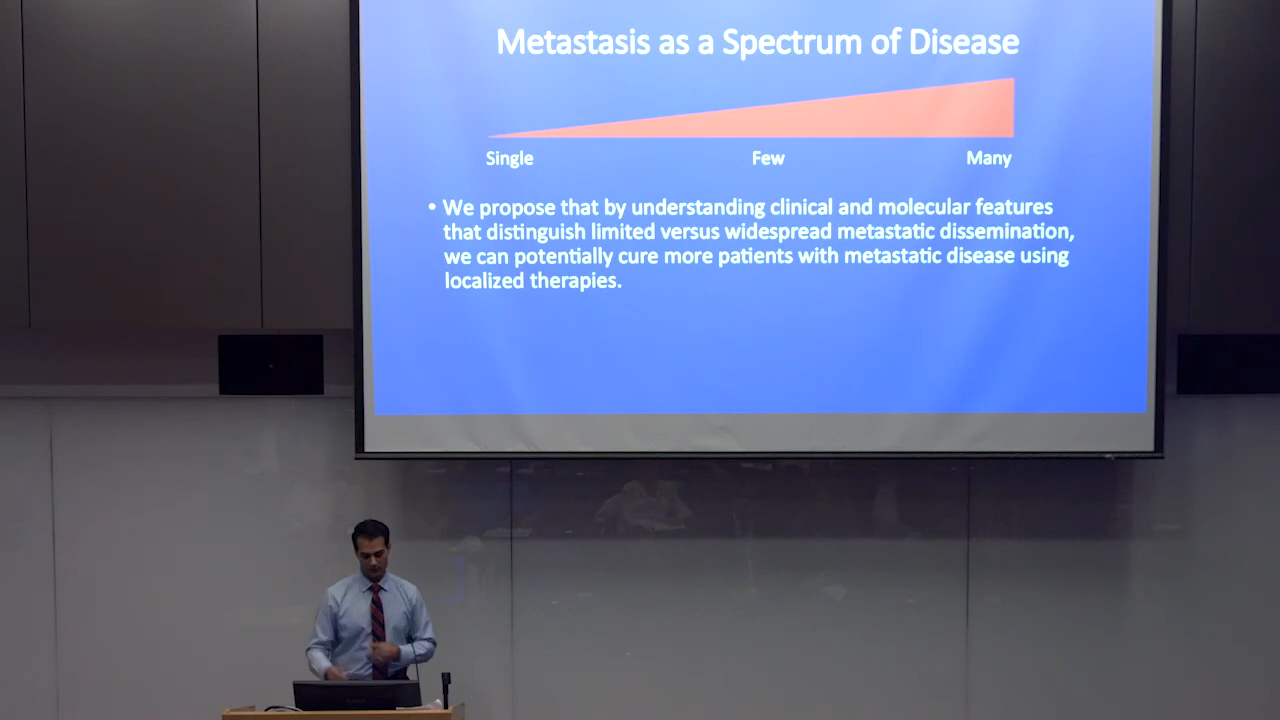 Metastasis as a Spectrum of Disease
Single Few Many
• We propose that by understanding clinical and molecular features
that distinguish limited versus widespread metastatic dissemination,
we can potentially cure more patients with metastatic disease using
localized therapies.